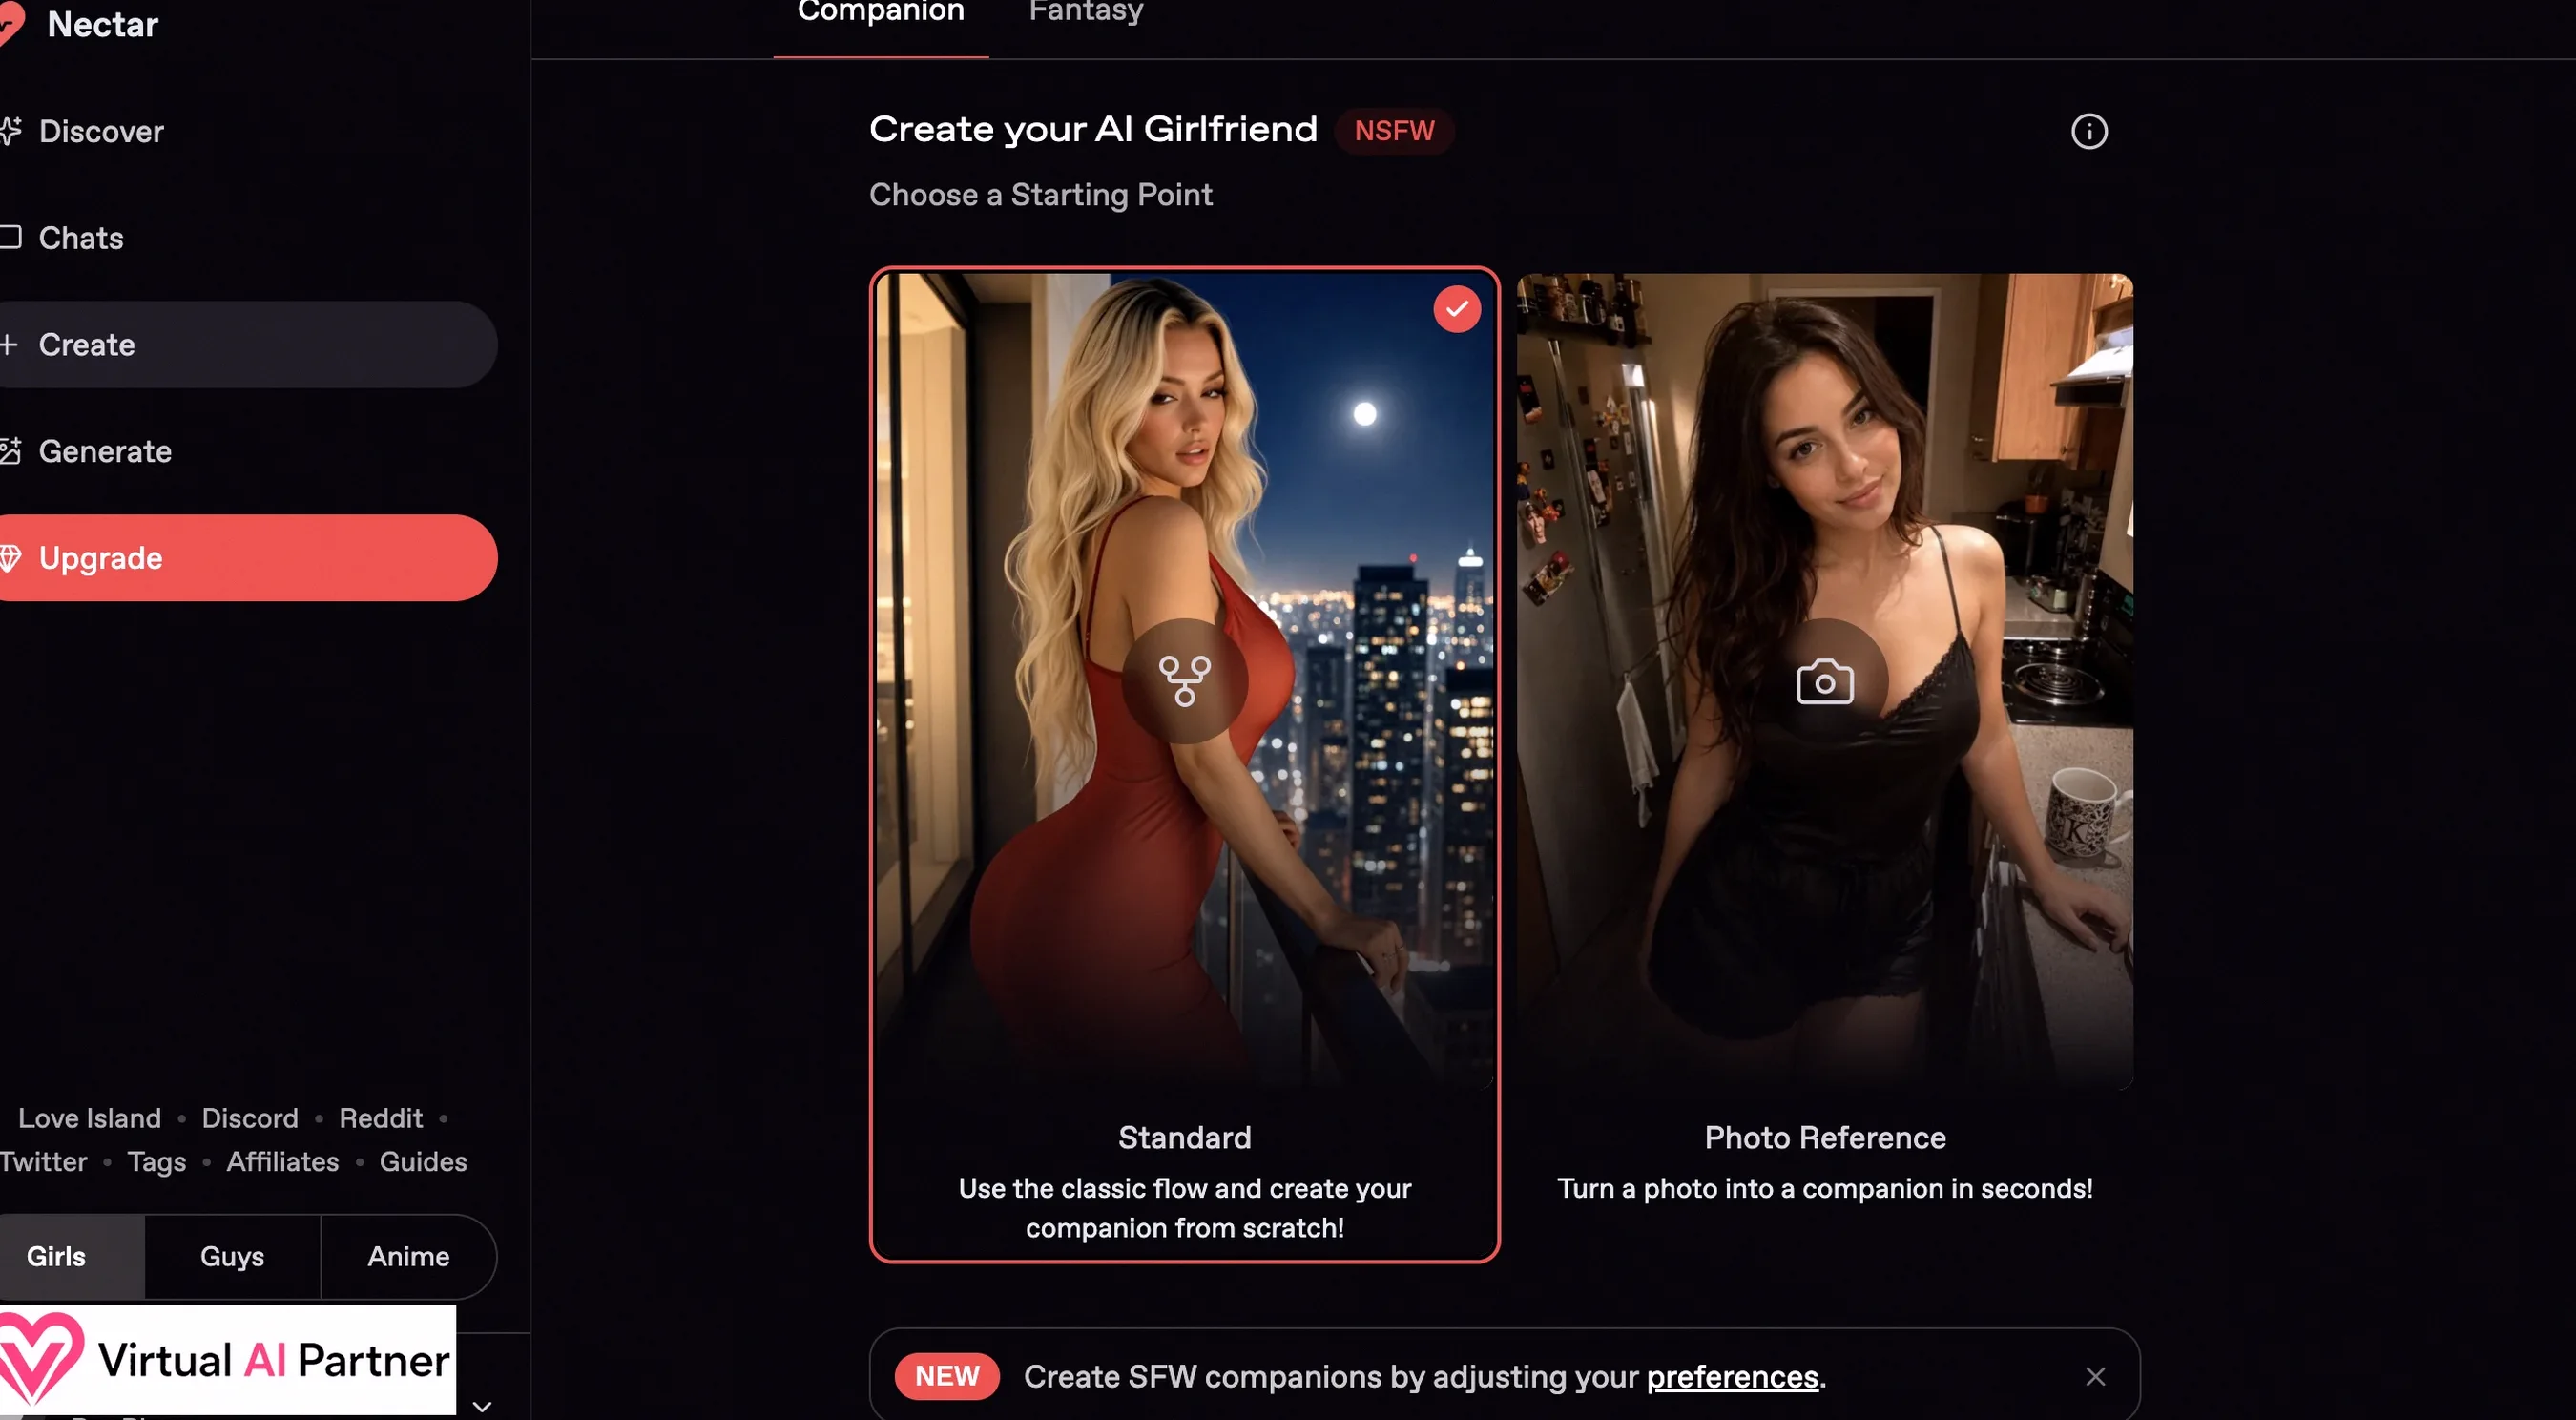 Nectar
Discover
Chats
Create
Generate
Upgrade
Love Island • Discord • Reddit •
Twitter • Tags • Affiliates • Guides
Girls
Guys
Anime
Virtual AI Partner
Companion
Fantasy
Create your AI Girlfriend
NSFW
Choose a Starting Point
K
Standard
Use the classic flow and create your
companion from scratch!
Photo Reference
Turn a photo into a companion in seconds!
NEW
Create SFW companions by adjusting your preferences.